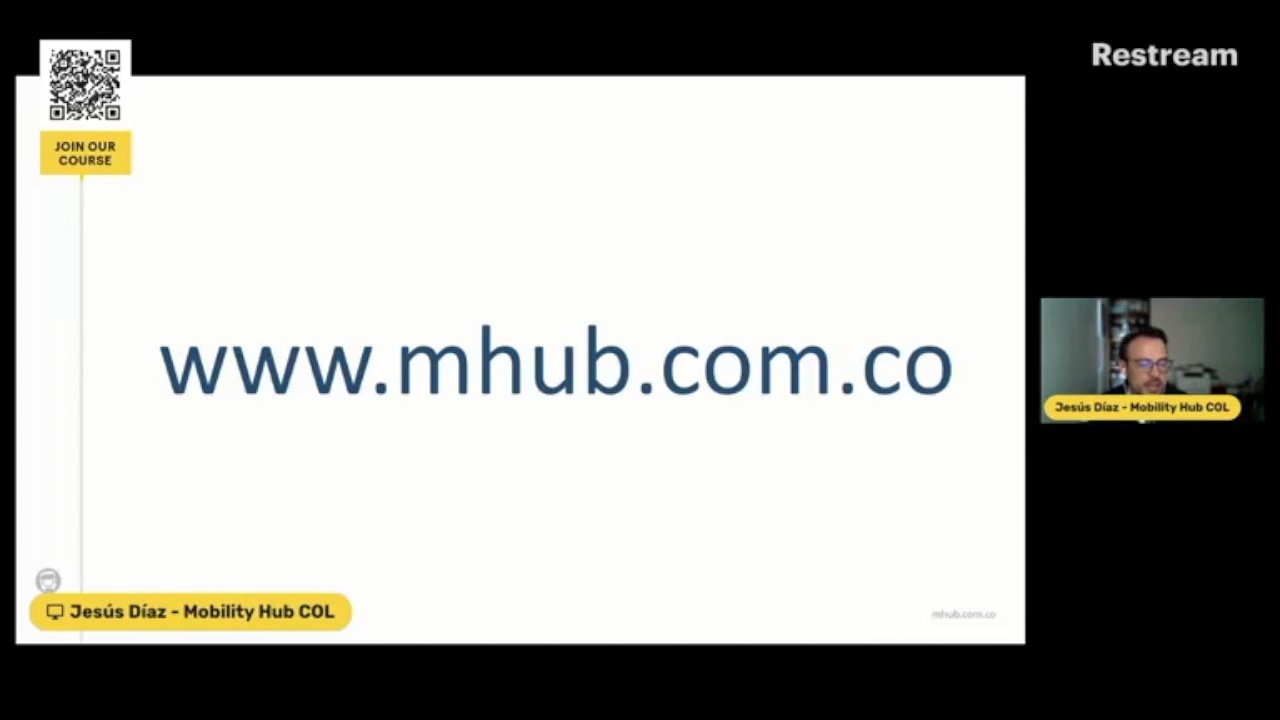 Restream
JOIN OUR
COURSE
www.mhub.com.co
Jesús Díaz - Mobility Hub COL
Jesús Díaz - Mobility Hub COL
mhub.com.co